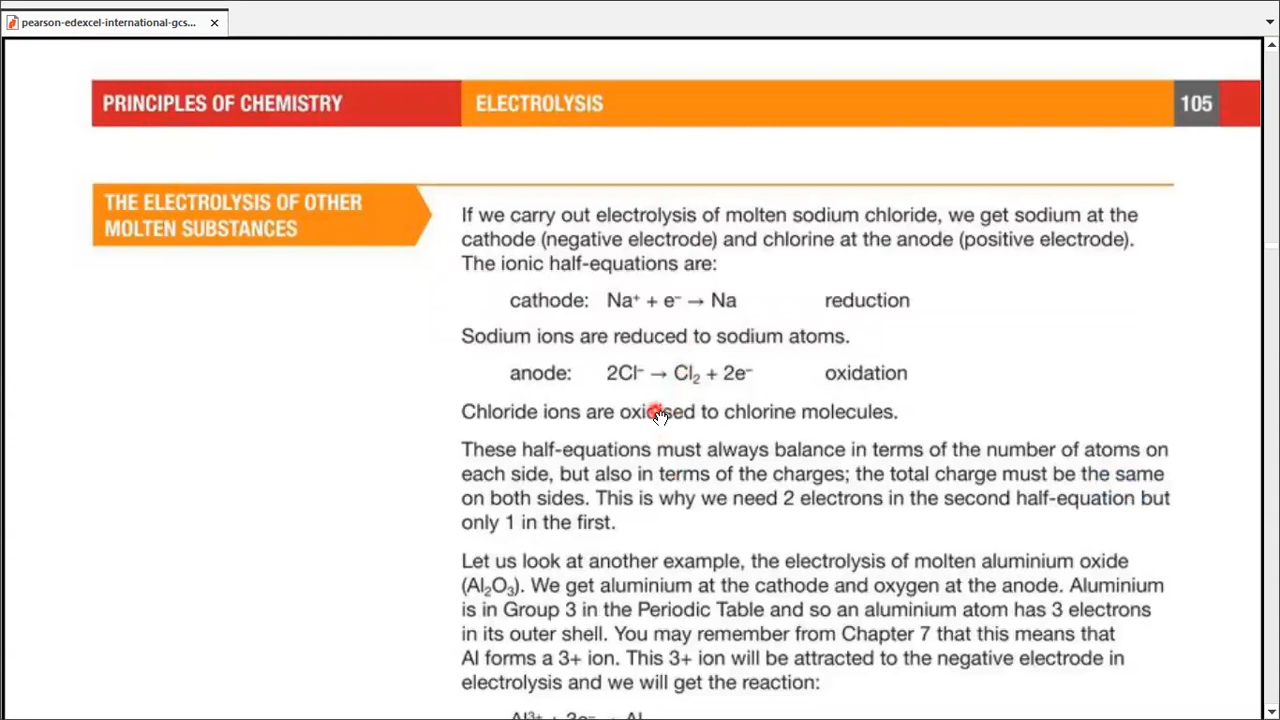 pearson-edexcel-international-gcs...
PRINCIPLES OF CHEMISTRY ELECTROLYSIS 105
THE ELECTROLYSIS OF OTHER
MOLTEN SUBSTANCES
If we carry out electrolysis of molten sodium chloride, we get sodium at the
cathode (negative electrode) and chlorine at the anode (positive electrode).
The ionic half-equations are:
cathode: Na⁺ + e⁻ → Na reduction
Sodium ions are reduced to sodium atoms.
anode: 2Cl⁻ → Cl₂ + 2e⁻ oxidation
Chloride ions are oxidised to chlorine molecules.
These half-equations must always balance in terms of the number of atoms on
each side, but also in terms of the charges; the total charge must be the same
on both sides. This is why we need 2 electrons in the second half-equation but
only 1 in the first.
Let us look at another example, the electrolysis of molten aluminium oxide
(Al₂O₃). We get aluminium at the cathode and oxygen at the anode. Aluminium
is in Group 3 in the Periodic Table and so an aluminium atom has 3 electrons
in its outer shell. You may remember from Chapter 7 that this means that
Al forms a 3+ ion. This 3+ ion will be attracted to the negative electrode in
electrolysis and we will get the reaction:
Al³⁺ + 3e⁻ → Al